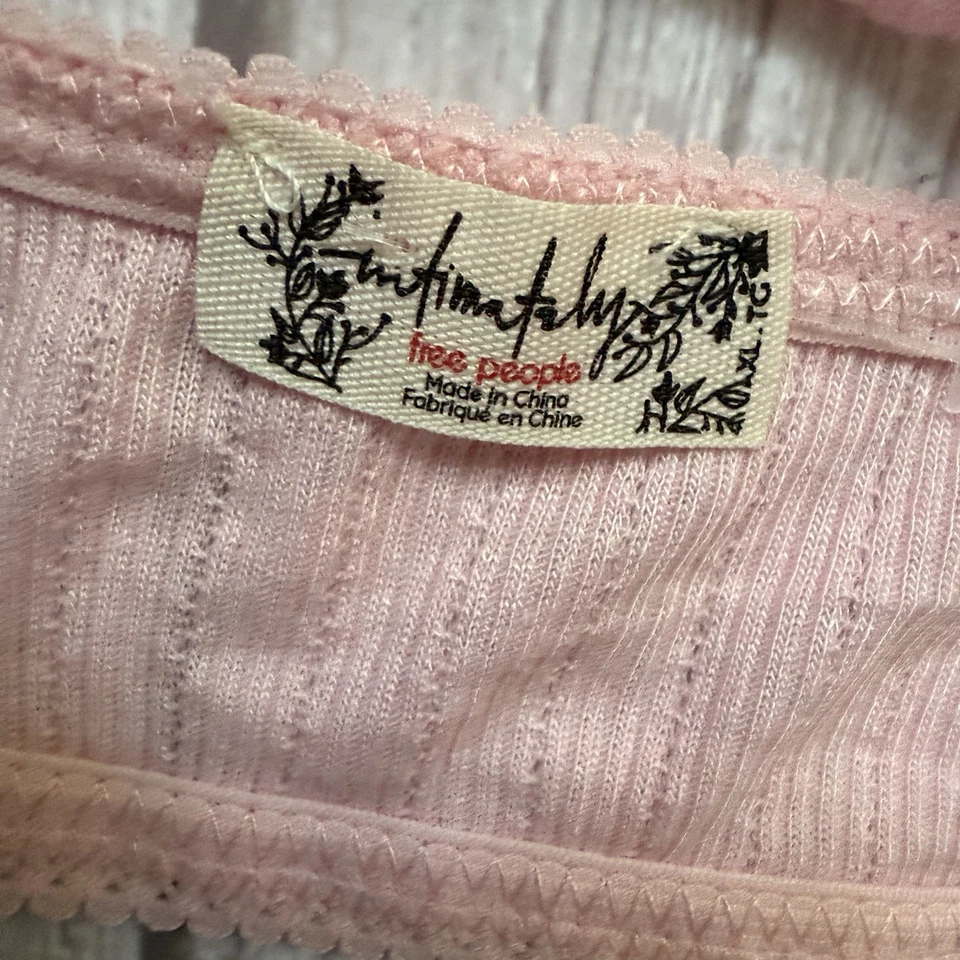 Intimately
free people
Made in China
Fabriqué en Chine
XL. TG